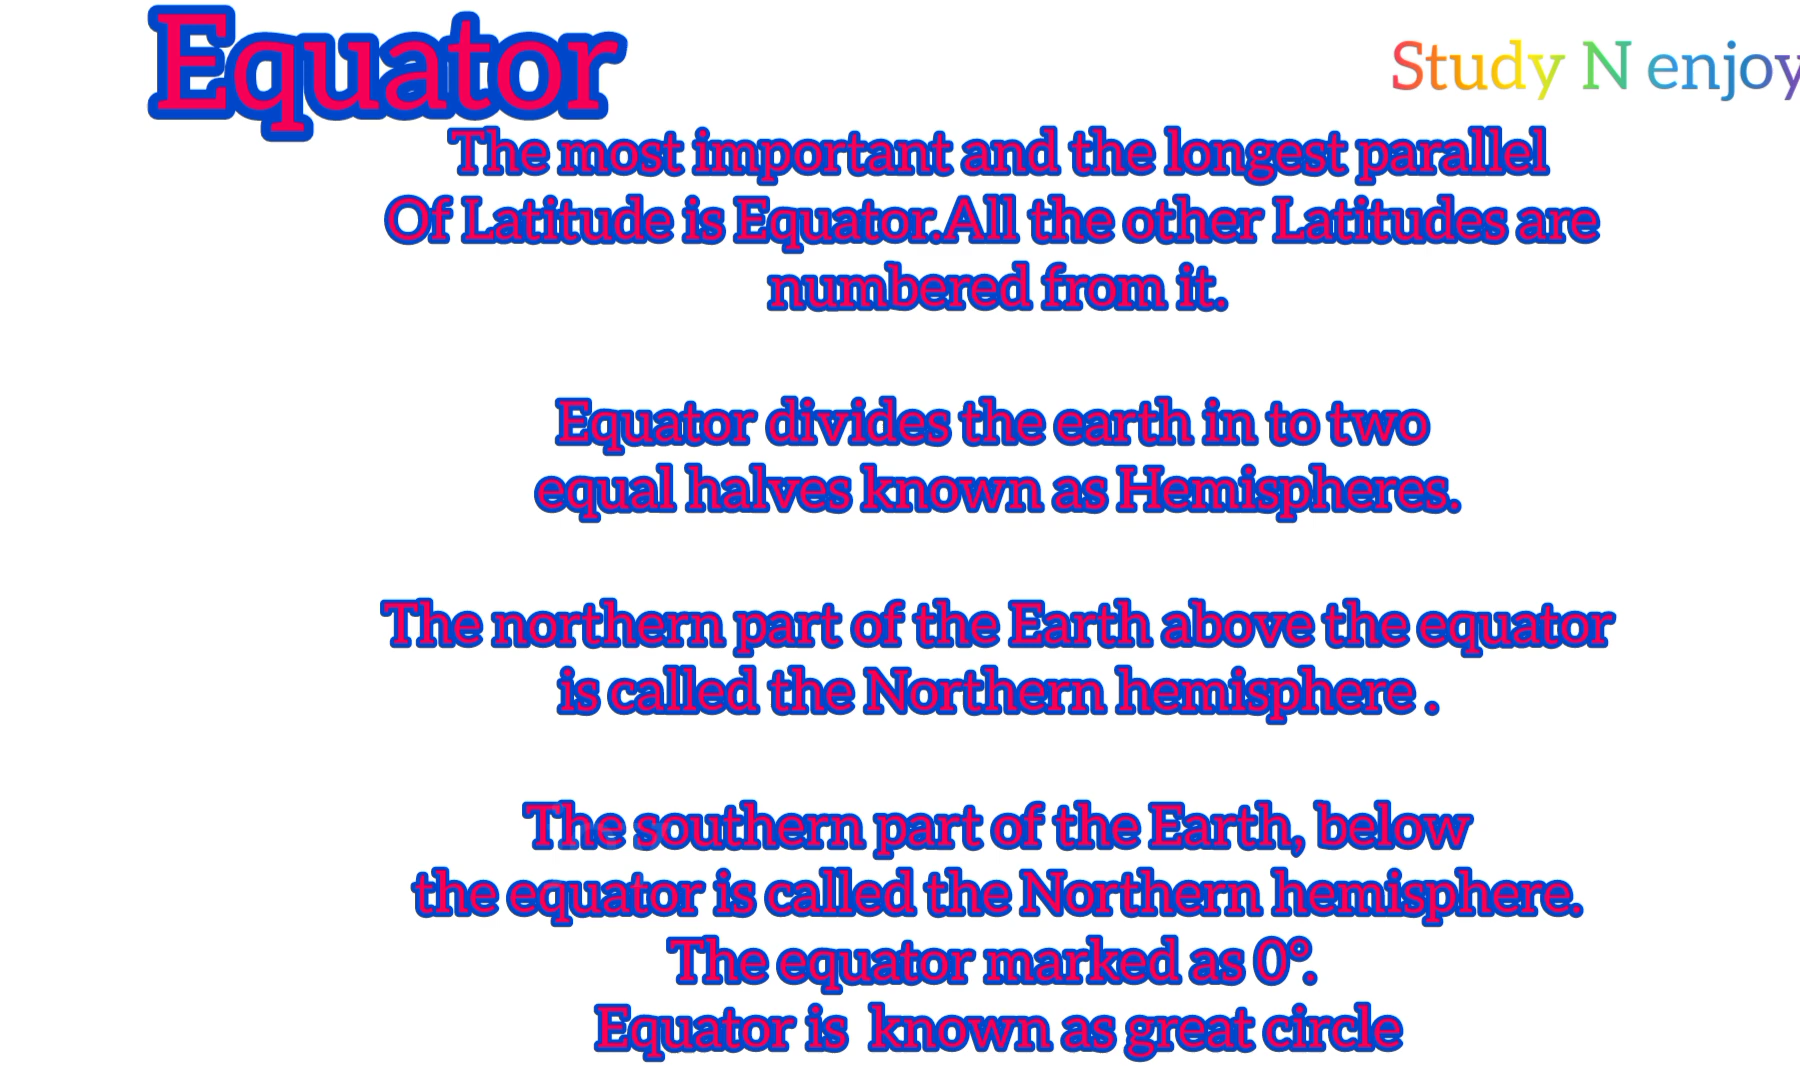 Equator
Study N enjoy
The most important and the longest parallel
Of Latitude is Equator.All the other Latitudes are
numbered from it.
Equator divides the earth in to two
equal halves known as Hemispheres.
The northern part of the Earth above the equator
is called the Northern hemisphere .
The southern part of the Earth, below
the equator is called the Northern hemisphere.
The equator marked as 0°.
Equator is known as great circle